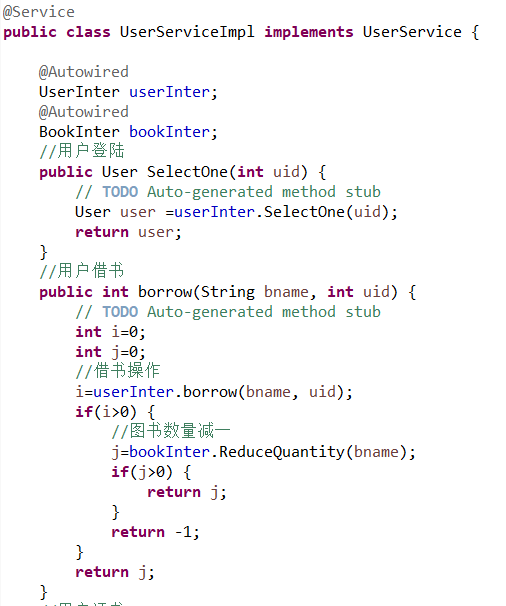 @Service
public class UserServiceImpl implements UserService {
@Autowired
UserInter userInter;
@Autowired
BookInter bookInter;
//用户登陆
public User SelectOne(int uid) {
// TODO Auto-generated method stub
User user =userInter.SelectOne(uid);
return user;
}
//用户借书
public int borrow(String bname, int uid) {
// TODO Auto-generated method stub
int i=0;
int j=0;
//借书操作
i=userInter.borrow(bname, uid);
if(i>0) {
//图书数量减一
j=bookInter.ReduceQuantity(bname);
if(j>0) {
return j;
}
return -1;
}
return j;
}